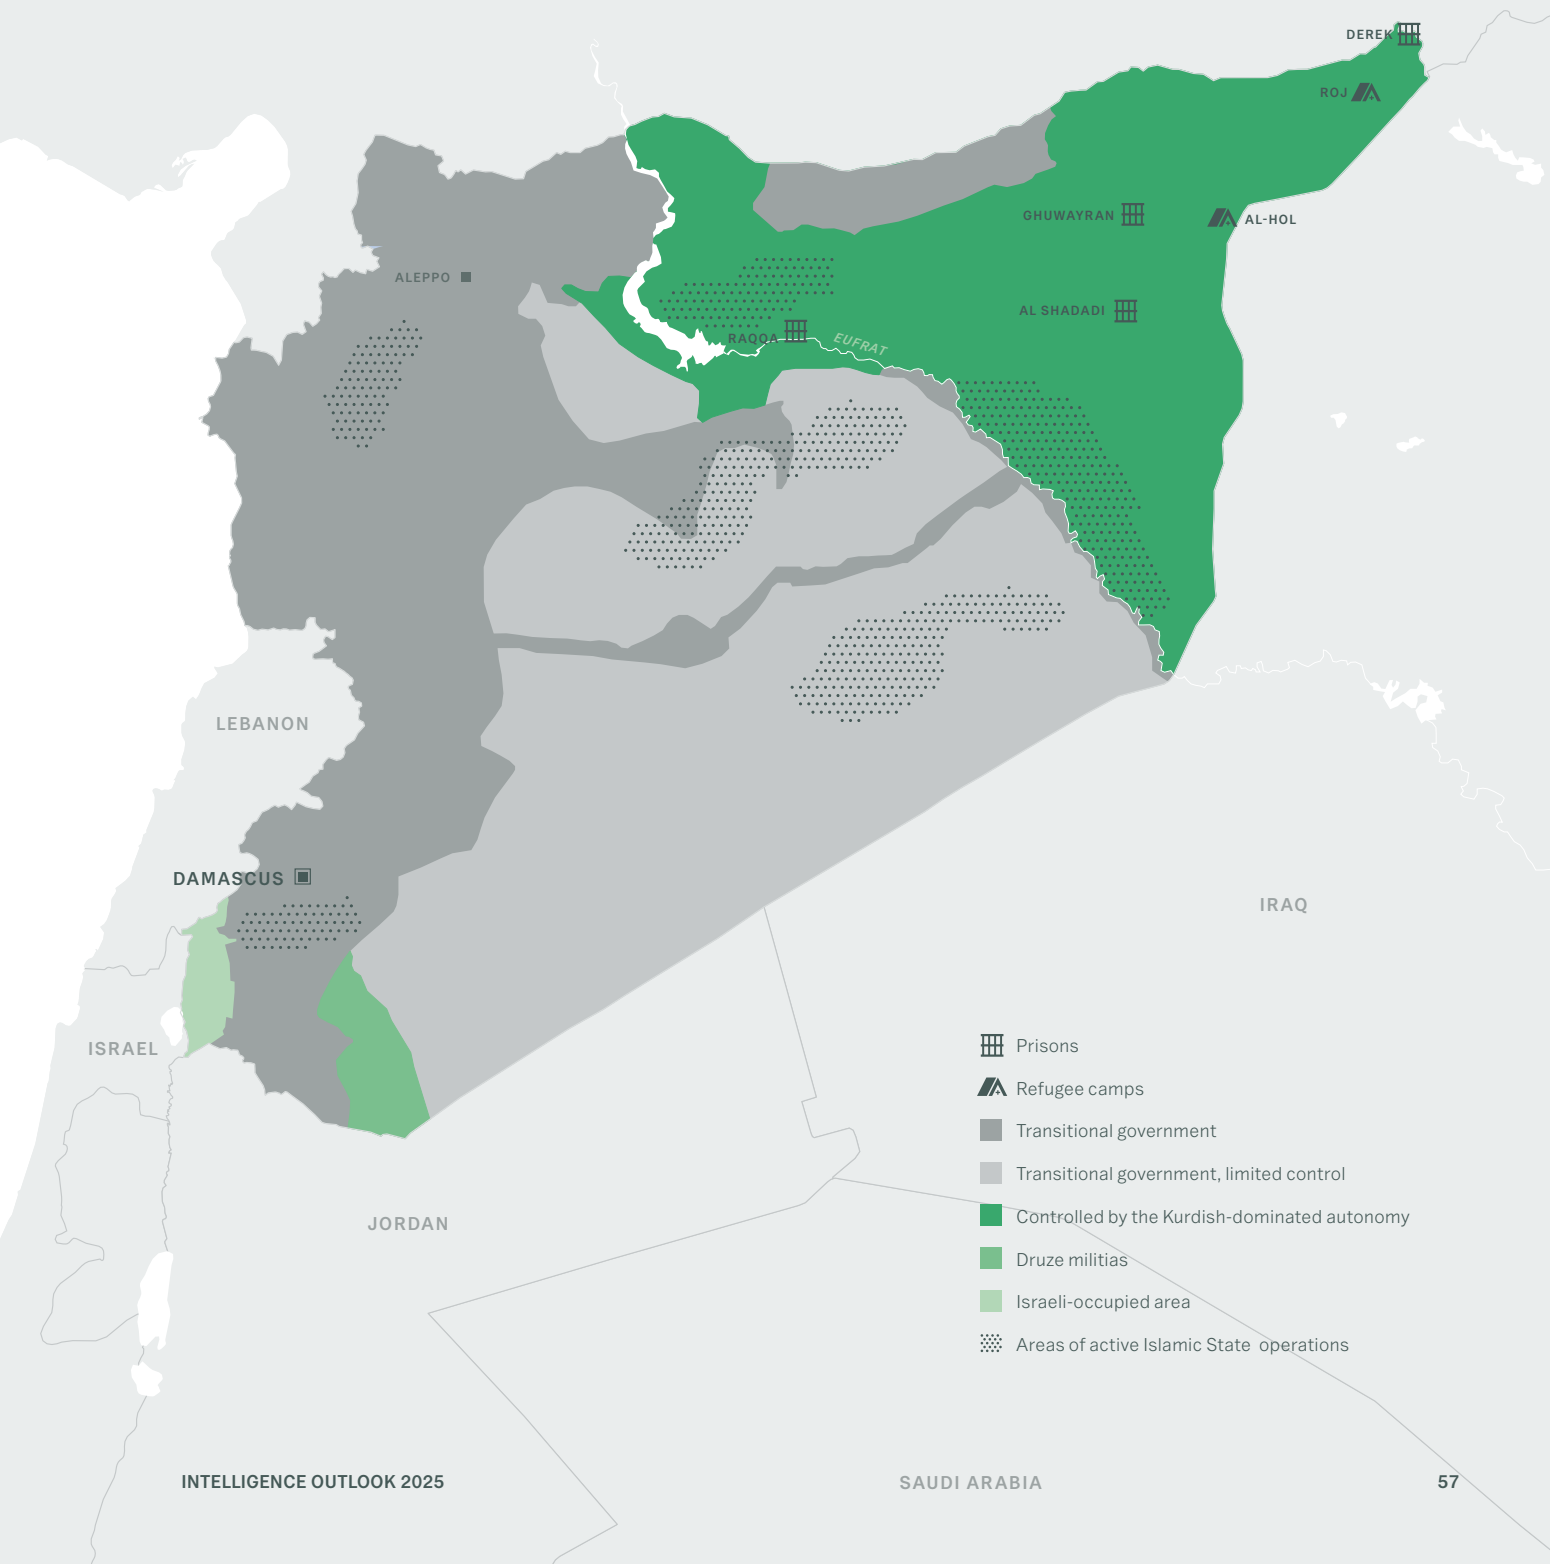 DEREK
ROJ
GHUWAYRAN
AL-HOL
ALEPPO
AL SHADADI
RAQQA
EUFRAT
LEBANON
DAMASCUS
IRAQ
ISRAEL
Prisons
Refugee camps
Transitional government
Transitional government, limited control
Controlled by the Kurdish-dominated autonomy
JORDAN
Druze militias
Israeli-occupied area
Areas of active Islamic State  operations
INTELLIGENCE OUTLOOK 2025
SAUDI ARABIA
57